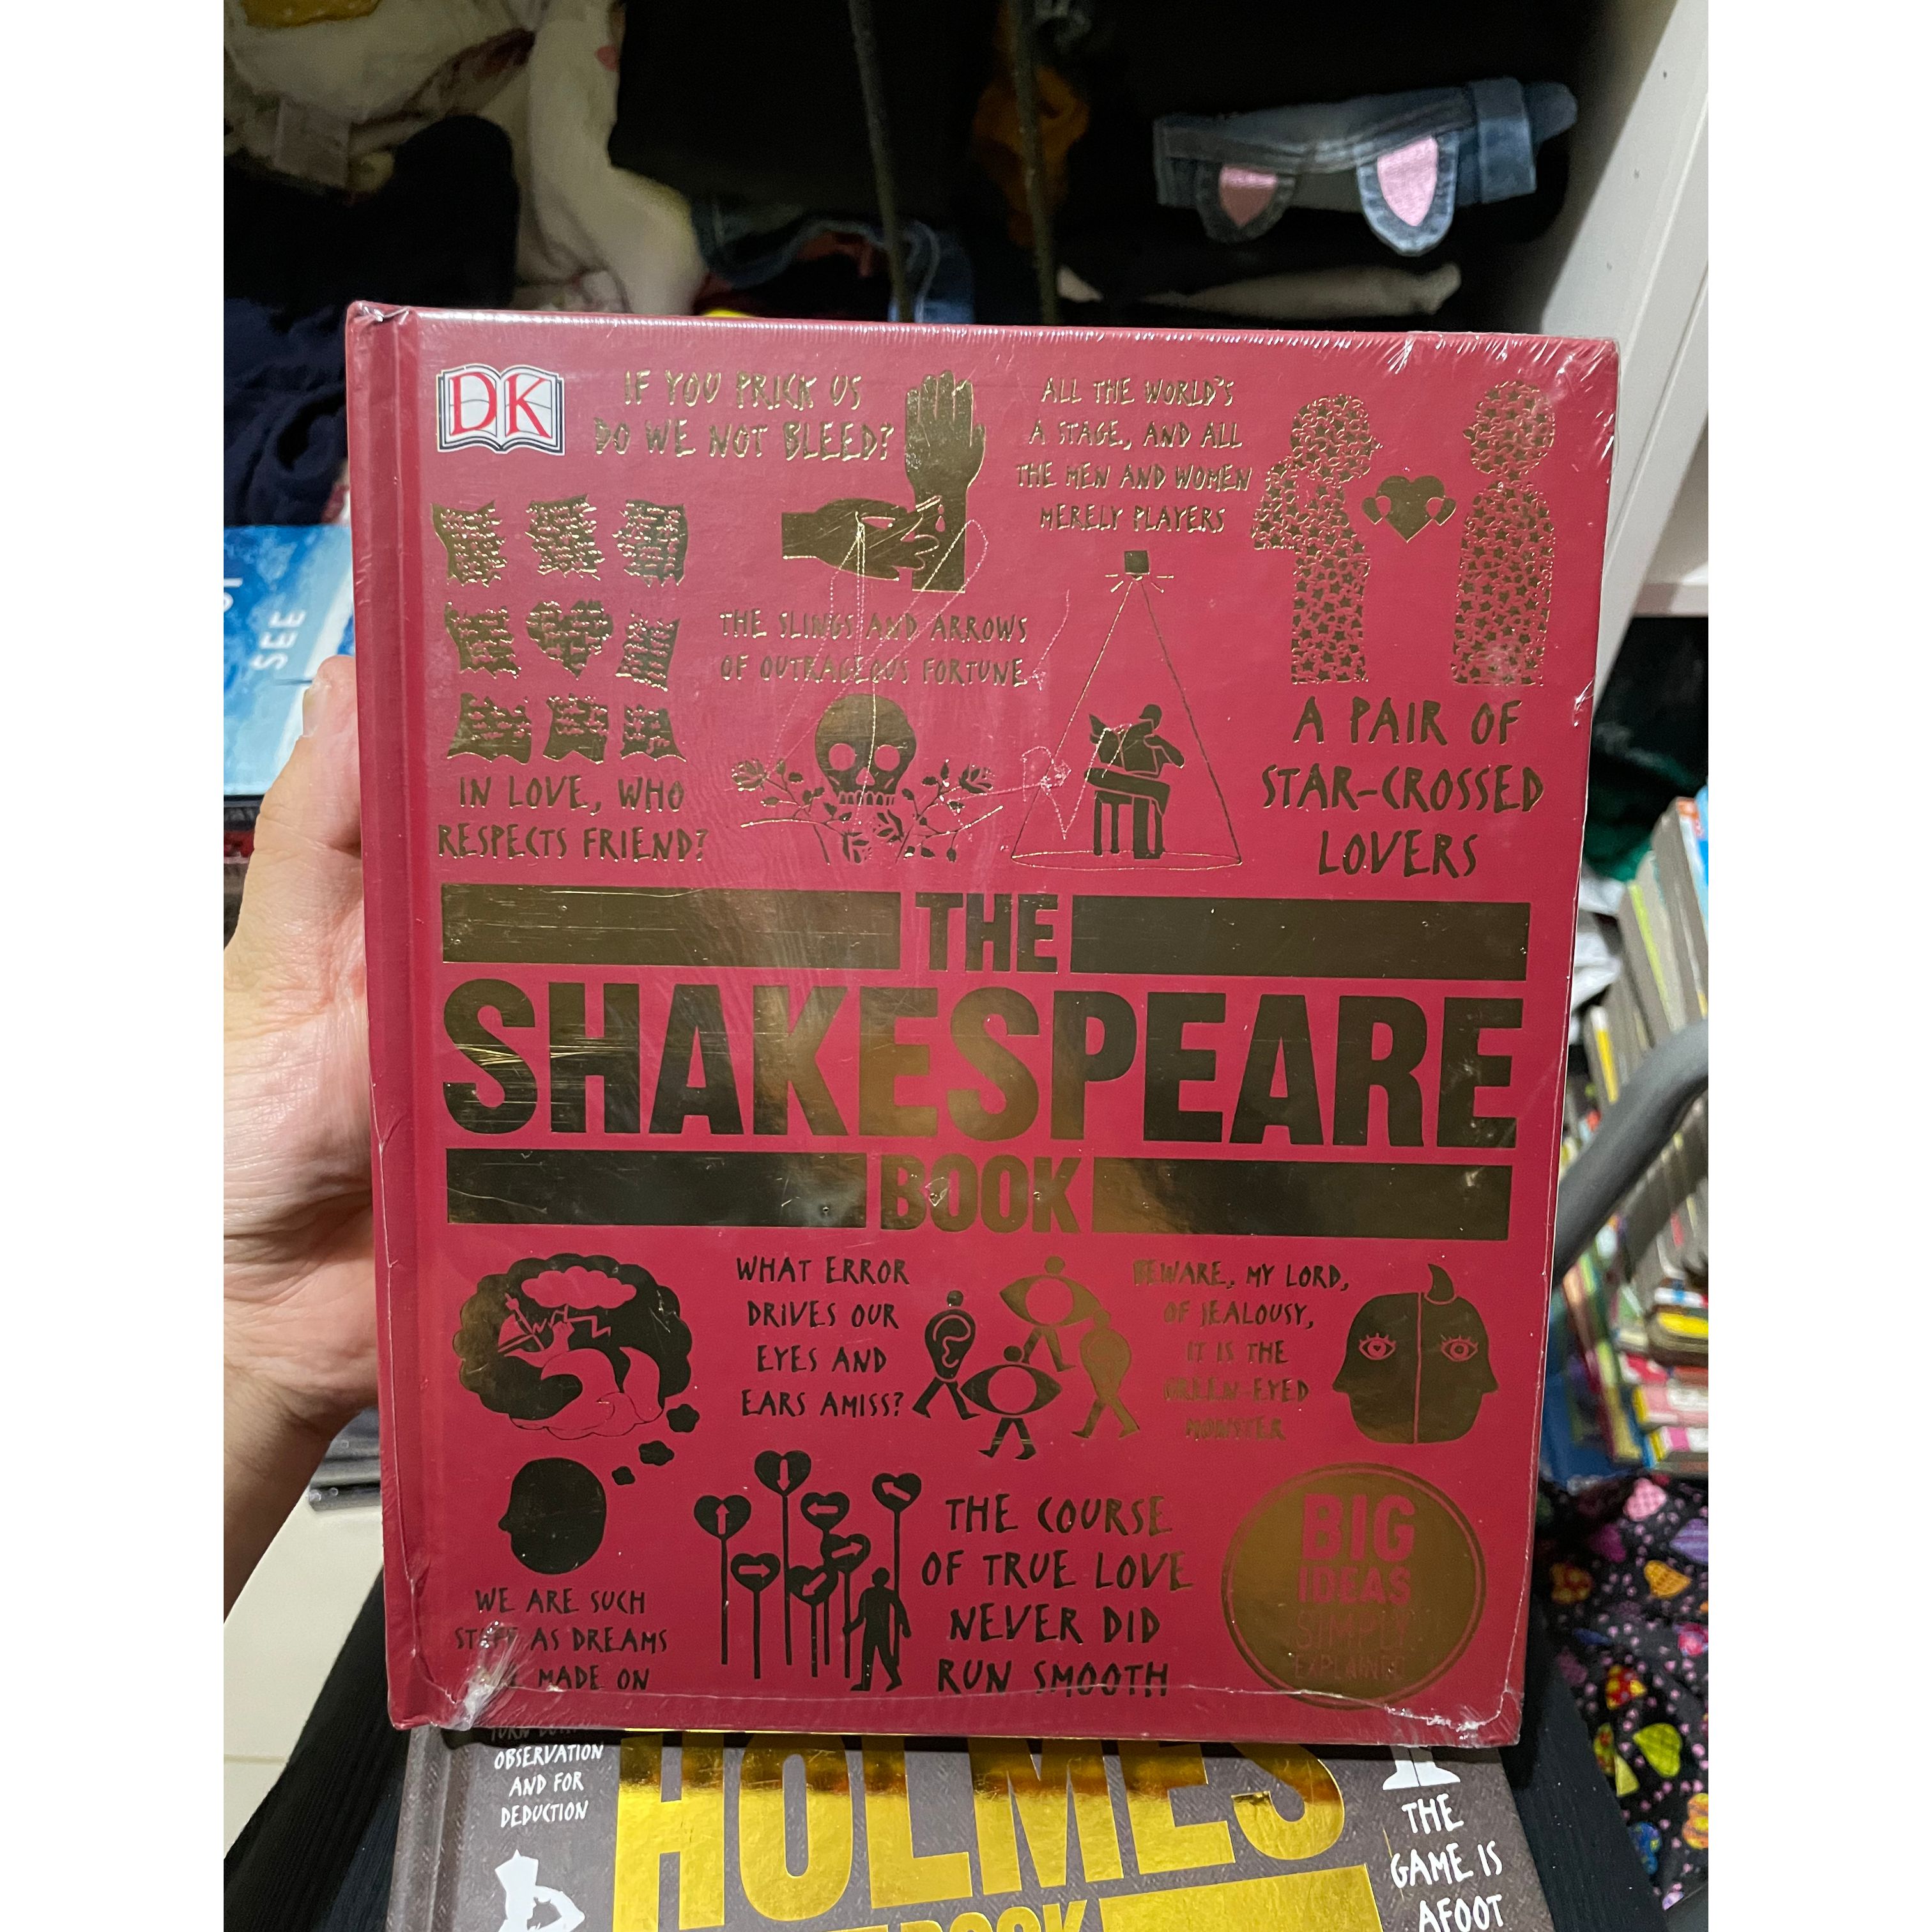 DK
IF YOU PRICK US
DO WE NOT BLEED?
ALL THE WORLD'S
A STAGE, AND ALL
THE MEN AND WOMEN
MERELY PLAYERS
THE SLINGS AND ARROWS
OF OUTRAGEOUS FORTUNE
IN LOVE, WHO
RESPECTS FRIEND?
A PAIR OF
STAR-CROSSED
LOVERS
THE
SHAKESPEARE
BOOK
WHAT ERROR
DRIVES OUR
EYES AND
EARS AMISS?
BEWARE, MY LORD,
OF JEALOUSY,
IT IS THE
GREEN-EYED
MONSTER
WE ARE SUCH
STUFF AS DREAMS
MADE ON
THE COURSE
OF TRUE LOVE
NEVER DID
RUN SMOOTH
BIG
IDEAS
SIMPLY
EXPLAINED
SEE
OBSERVATION
AND FOR
DEDUCTION
HOLMES
BOOK
THE
GAME IS
AFOOT